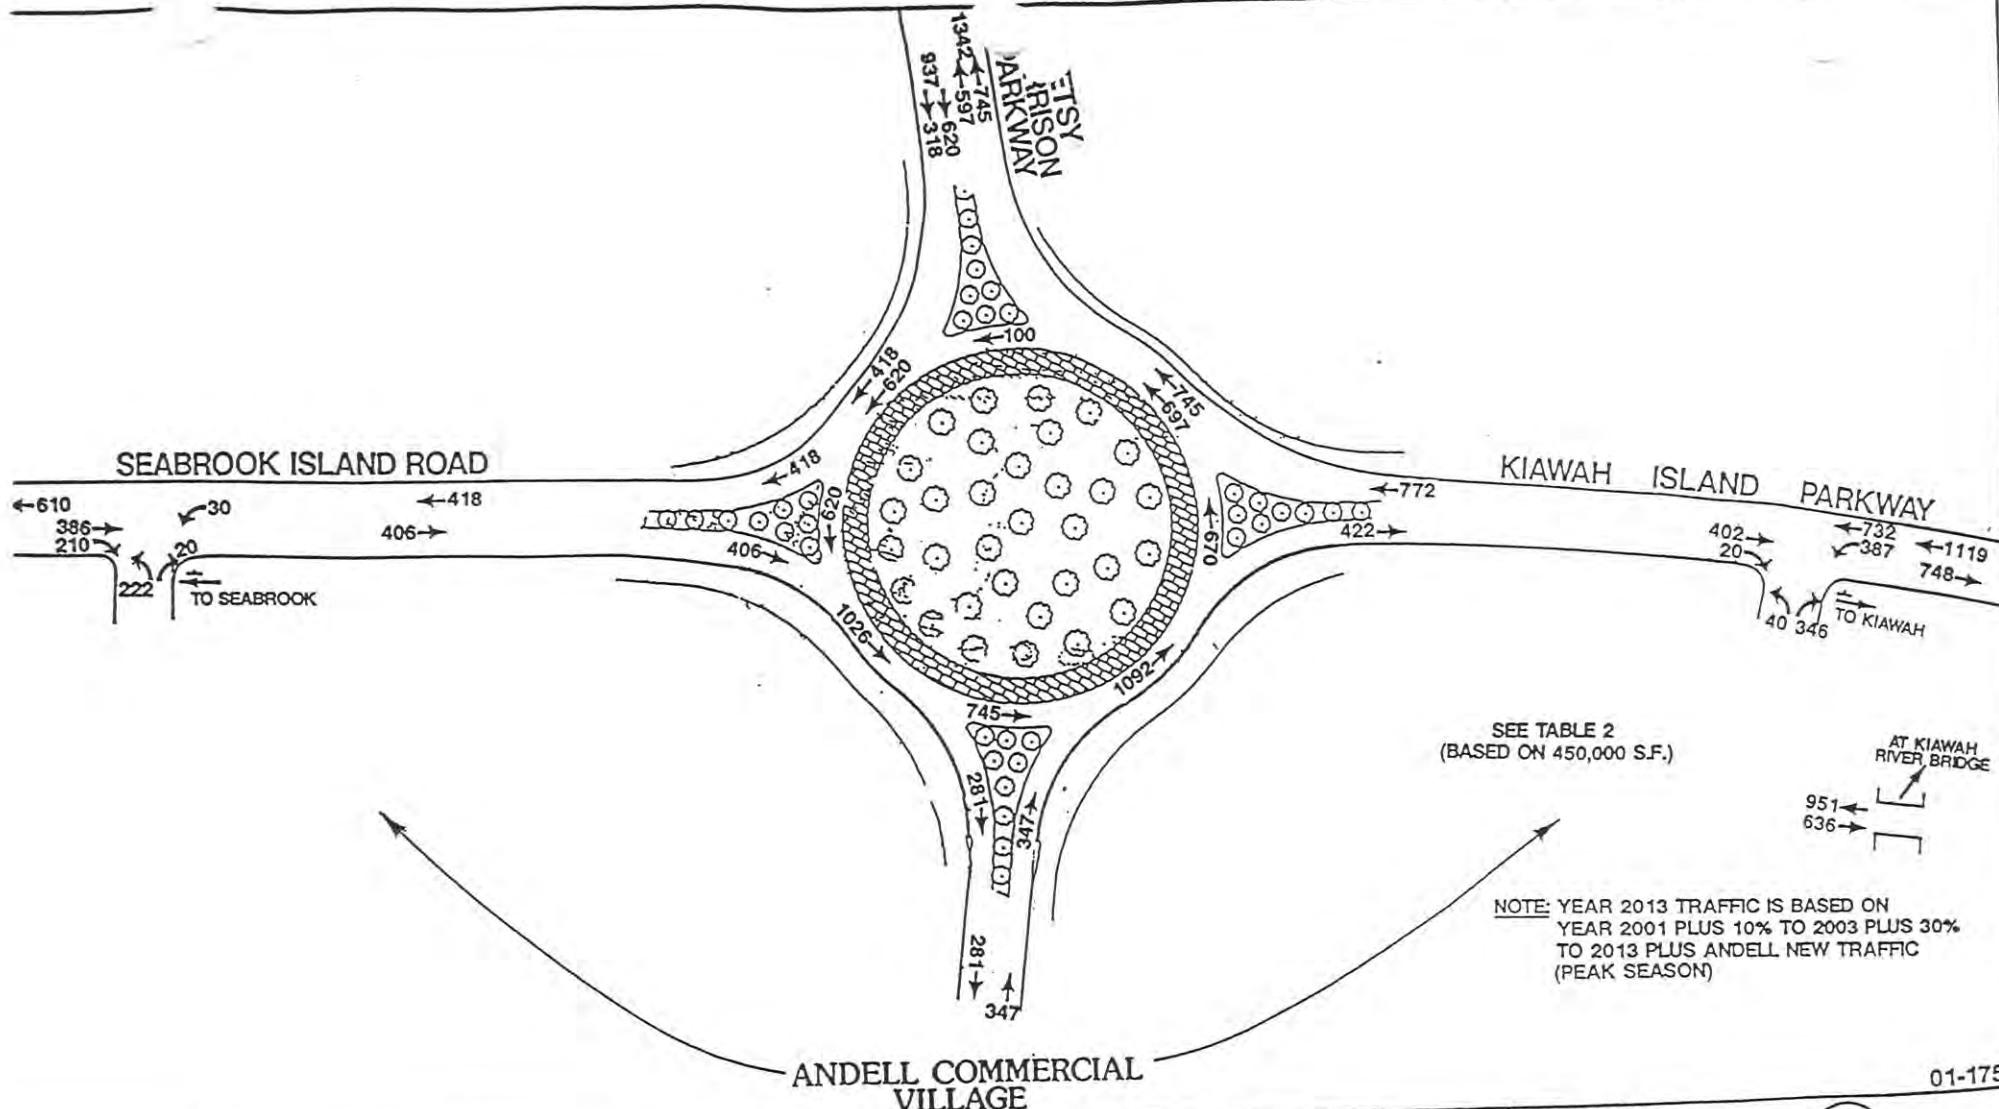 1342
745
597
937
620
318
ETSY
RISON
PARKWAY
100
418
620
745
697
SEABROOK ISLAND ROAD
418
620
772
KIAWAH ISLAND PARKWAY
610
30
418
386
210
406
406
422
670
402
20
732
387
1119
748
222
20
TO SEABROOK
40 346
TO KIAWAH
1026
1092
745
281
347
SEE TABLE 2
(BASED ON 450,000 S.F.)
AT KIAWAH
RIVER BRIDGE
951
636
NOTE: YEAR 2013 TRAFFIC IS BASED ON
YEAR 2001 PLUS 10% TO 2003 PLUS 30%
TO 2013 PLUS ANDELL NEW TRAFFIC
(PEAK SEASON)
281
347
ANDELL COMMERCIAL
VILLAGE
01-175